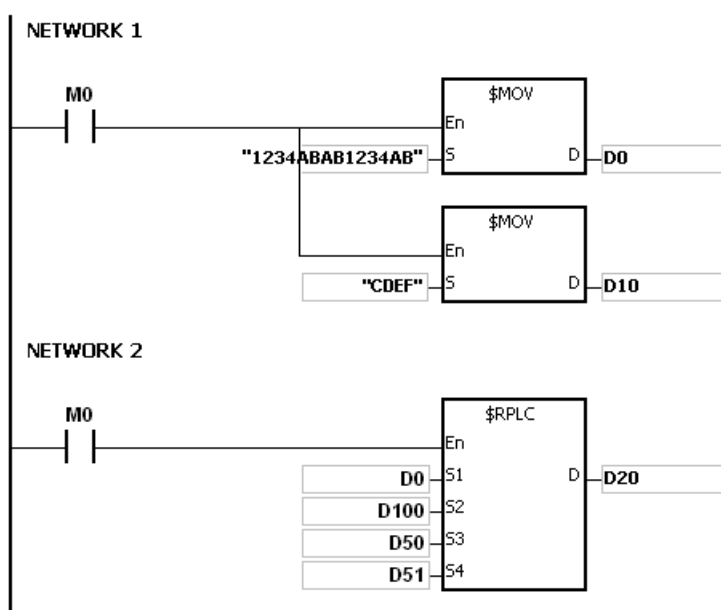 NETWORK 1
M0
$MOV
En
"1234ABAB1234AB" S D D0
$MOV
En
"CDEF" S D D10
NETWORK 2
M0
$RPLC
En
D0 S1 D D20
D100 S2
D50 S3
D51 S4